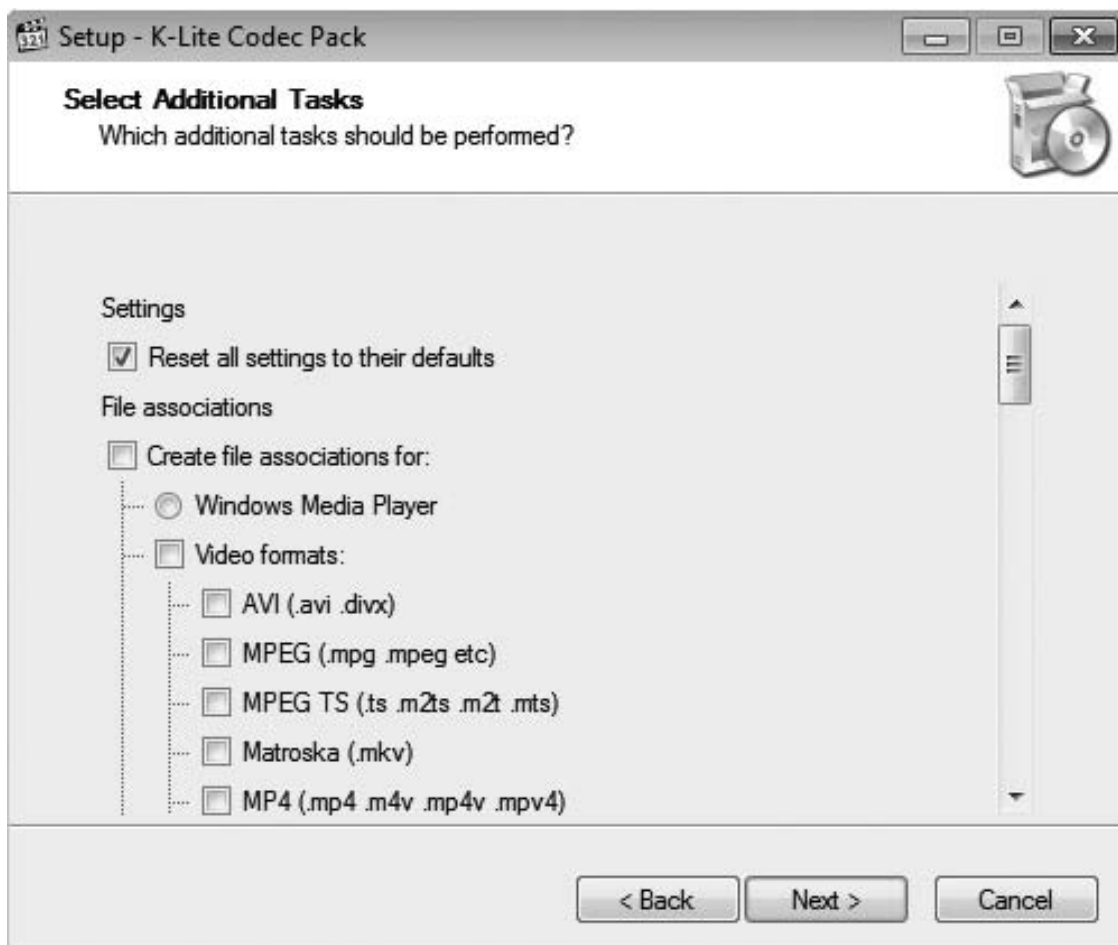 Setup - K-Lite Codec Pack
Select Additional Tasks
Which additional tasks should be performed?
Settings
Reset all settings to their defaults
File associations
Create file associations for:
Windows Media Player
Video formats:
AVI (.avi .divx)
MPEG (.mpg .mpeg etc)
MPEG TS (.ts .m2ts .m2t .mts)
Matroska (.mkv)
MP4 (.mp4 .m4v .mp4v .mpv4)
< Back Next > Cancel